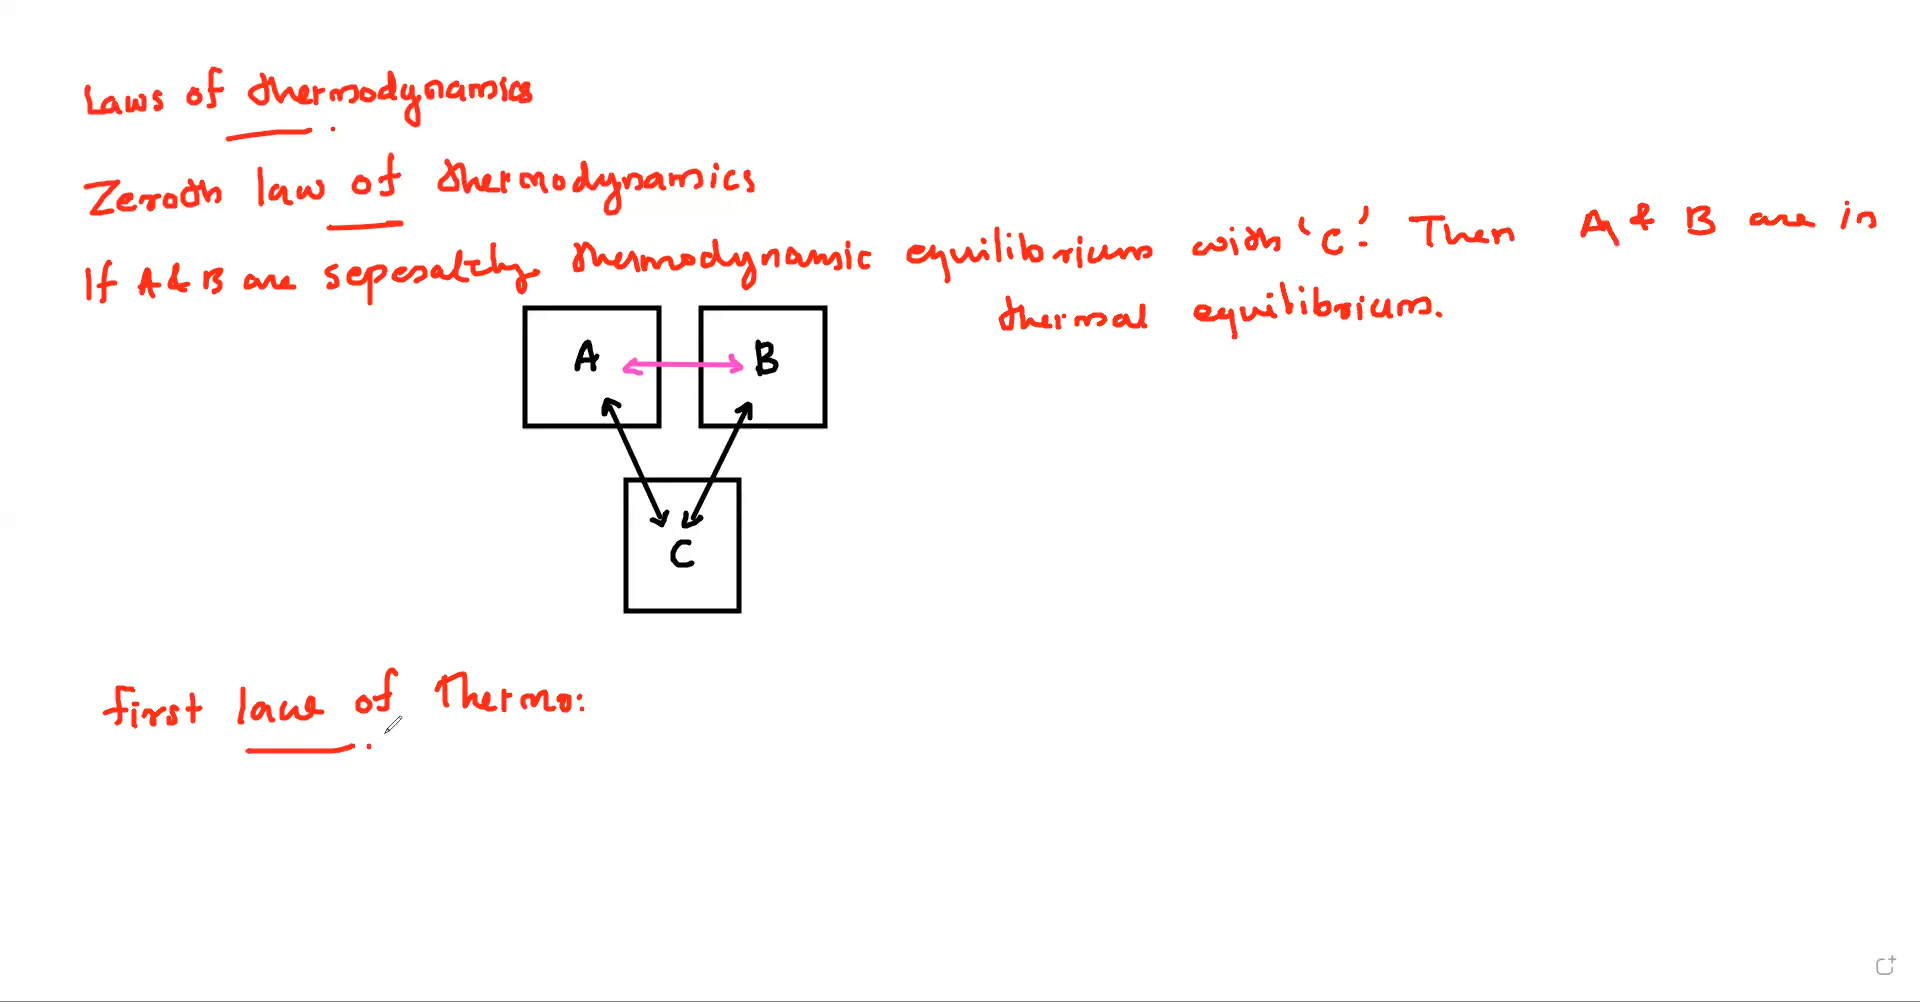 Laws of thermodynamics
Zeroth law of thermodynamics
If A & B are seperatly thermodynamic equilibrium with 'C'. Then A & B are in
thermal equilibrium.
A B
C
first law of Thermo: